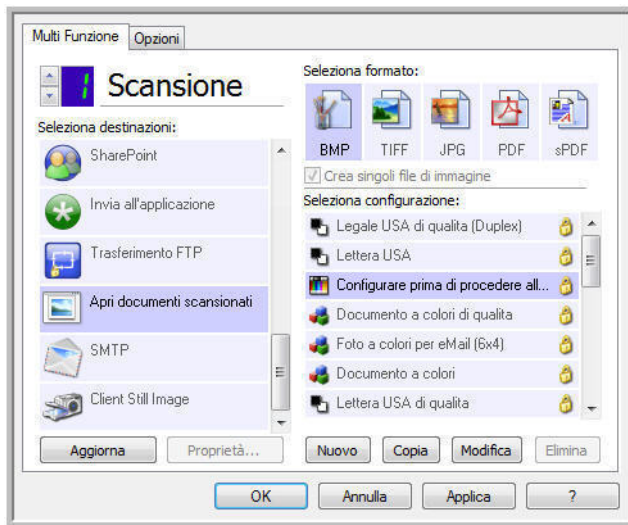 Multi Funzione
Opzioni
1
Scansione
Seleziona destinazioni:
SharePoint
Invia all'applicazione
Trasferimento FTP
Apri documenti scansionati
SMTP
Client Still Image
Aggiorna
Proprietà...
Seleziona formato:
BMP
TIFF
JPG
PDF
sPDF
Crea singoli file di immagine
Seleziona configurazione:
Legale USA di qualita (Duplex)
Lettera USA
Configurare prima di procedere all...
Documento a colori di qualita
Foto a colori per eMail (6x4)
Documento a colori
Lettera USA di qualita
Nuovo
Copia
Modifica
Elimina
OK
Annulla
Applica
?